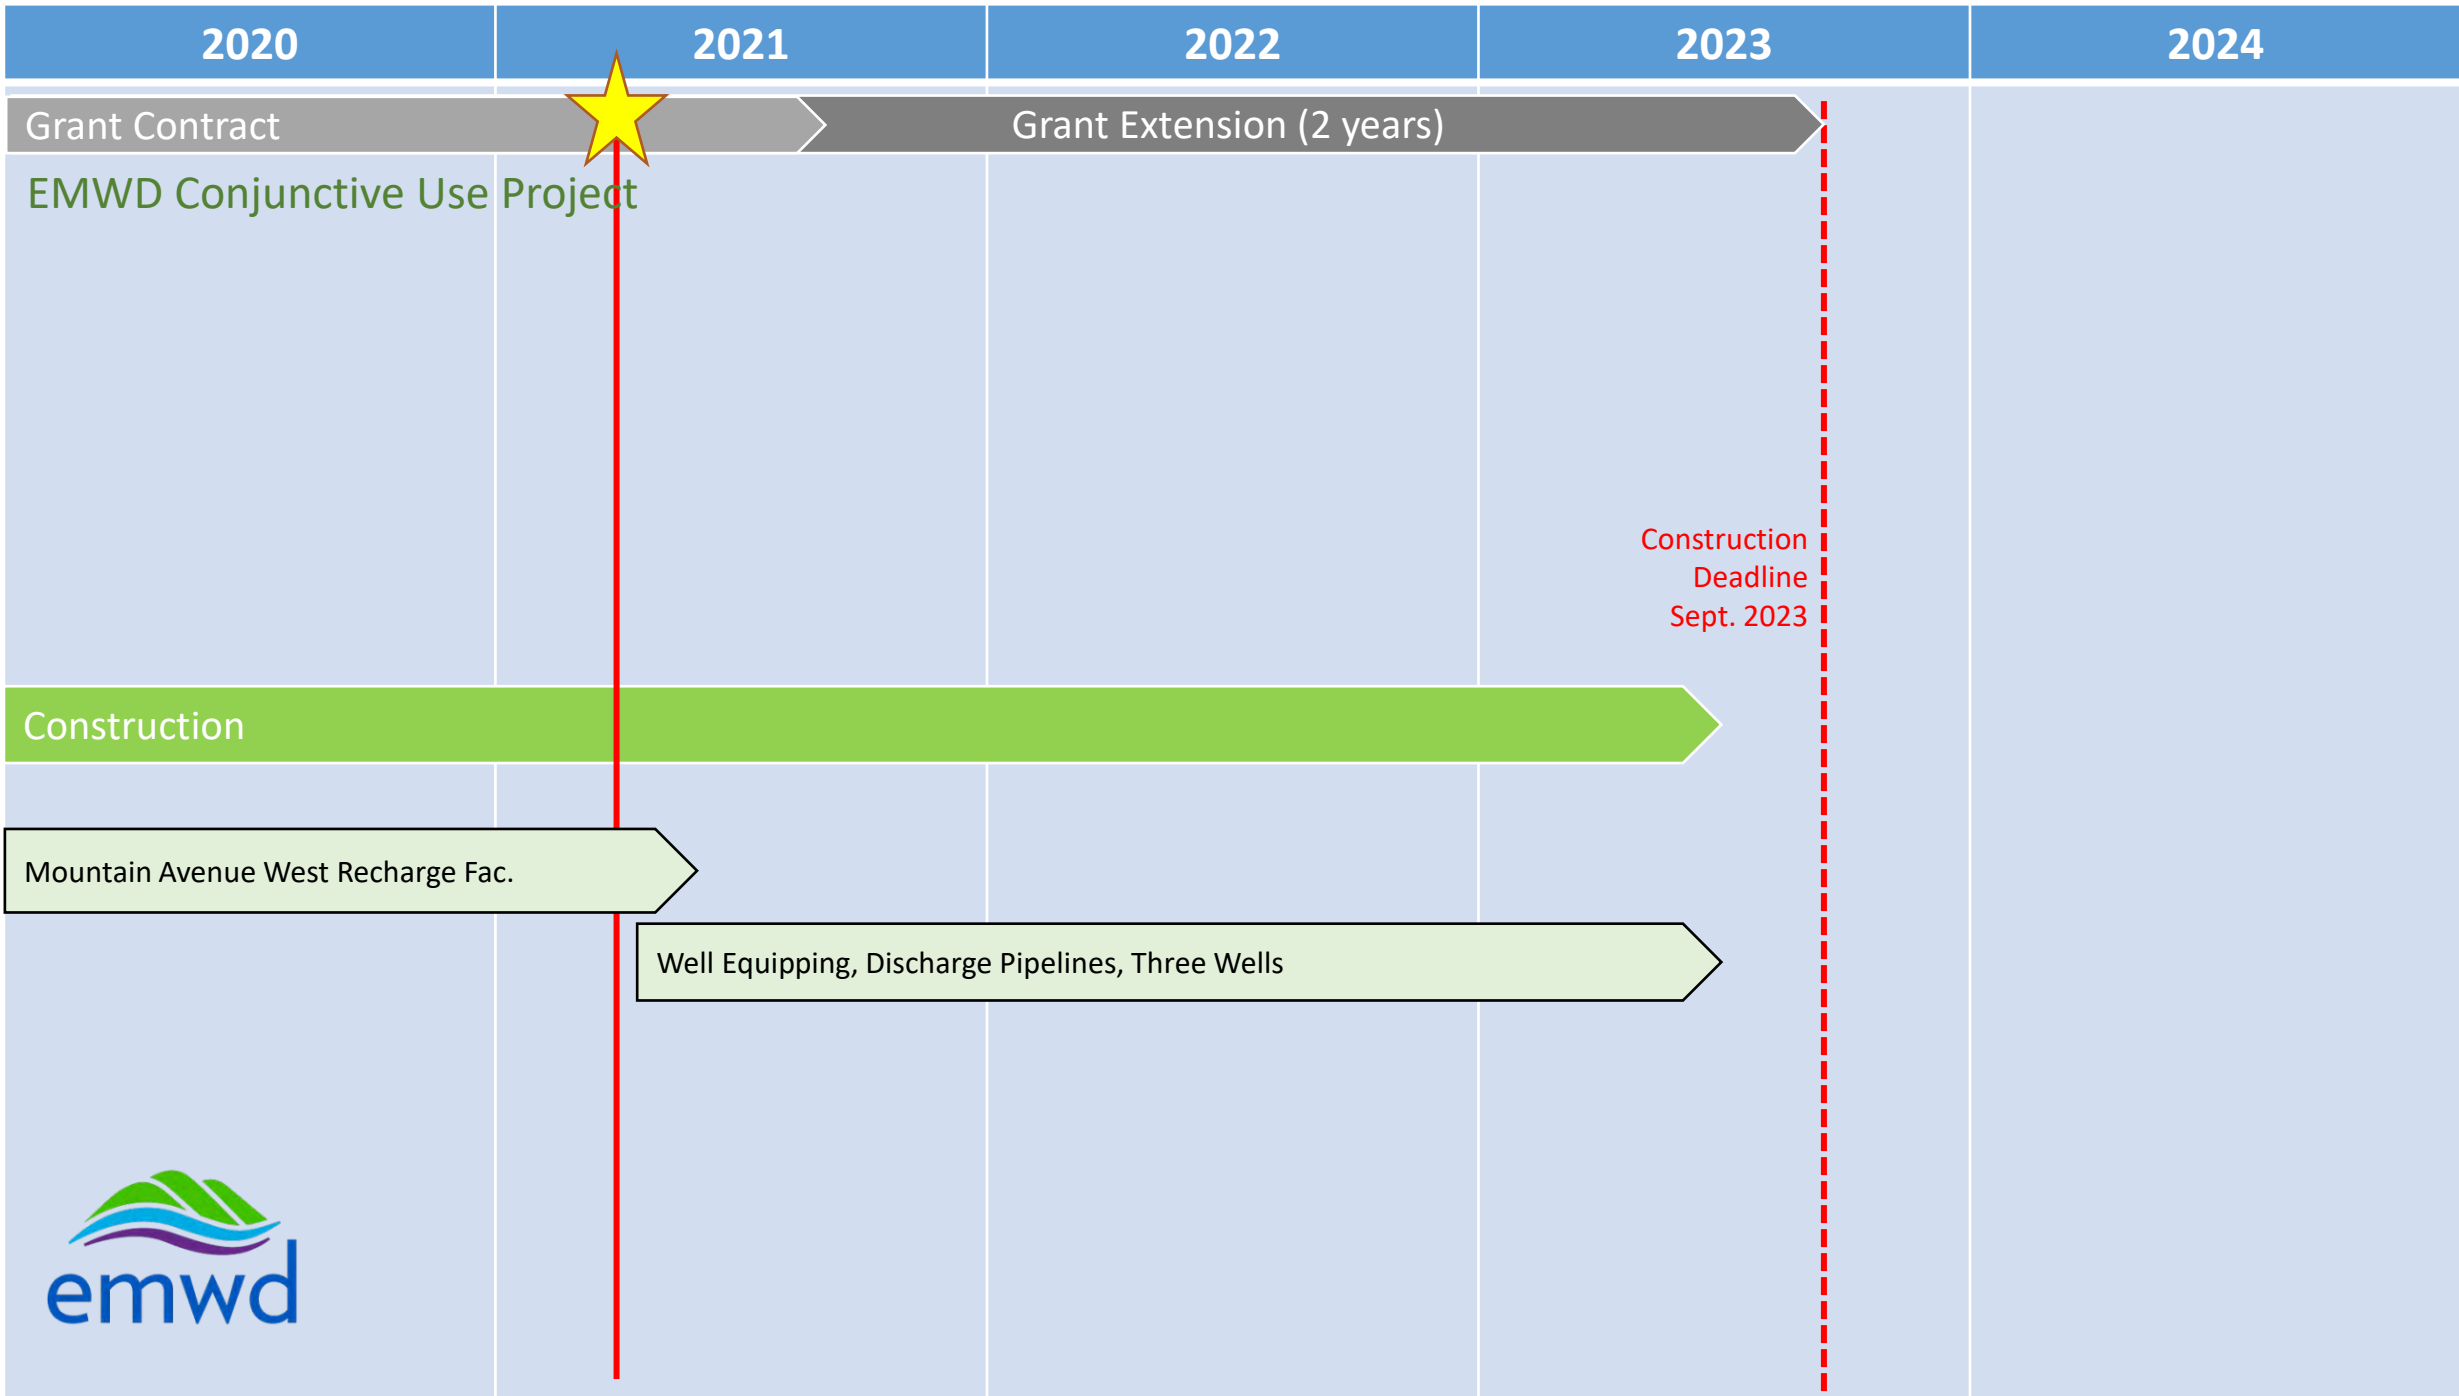 2020 2021 2022 2023 2024
Grant Contract Grant Extension (2 years)
EMWD Conjunctive Use Project
Construction
Deadline
Sept. 2023
Construction
Mountain Avenue West Recharge Fac.
Well Equipping, Discharge Pipelines, Three Wells
emwd